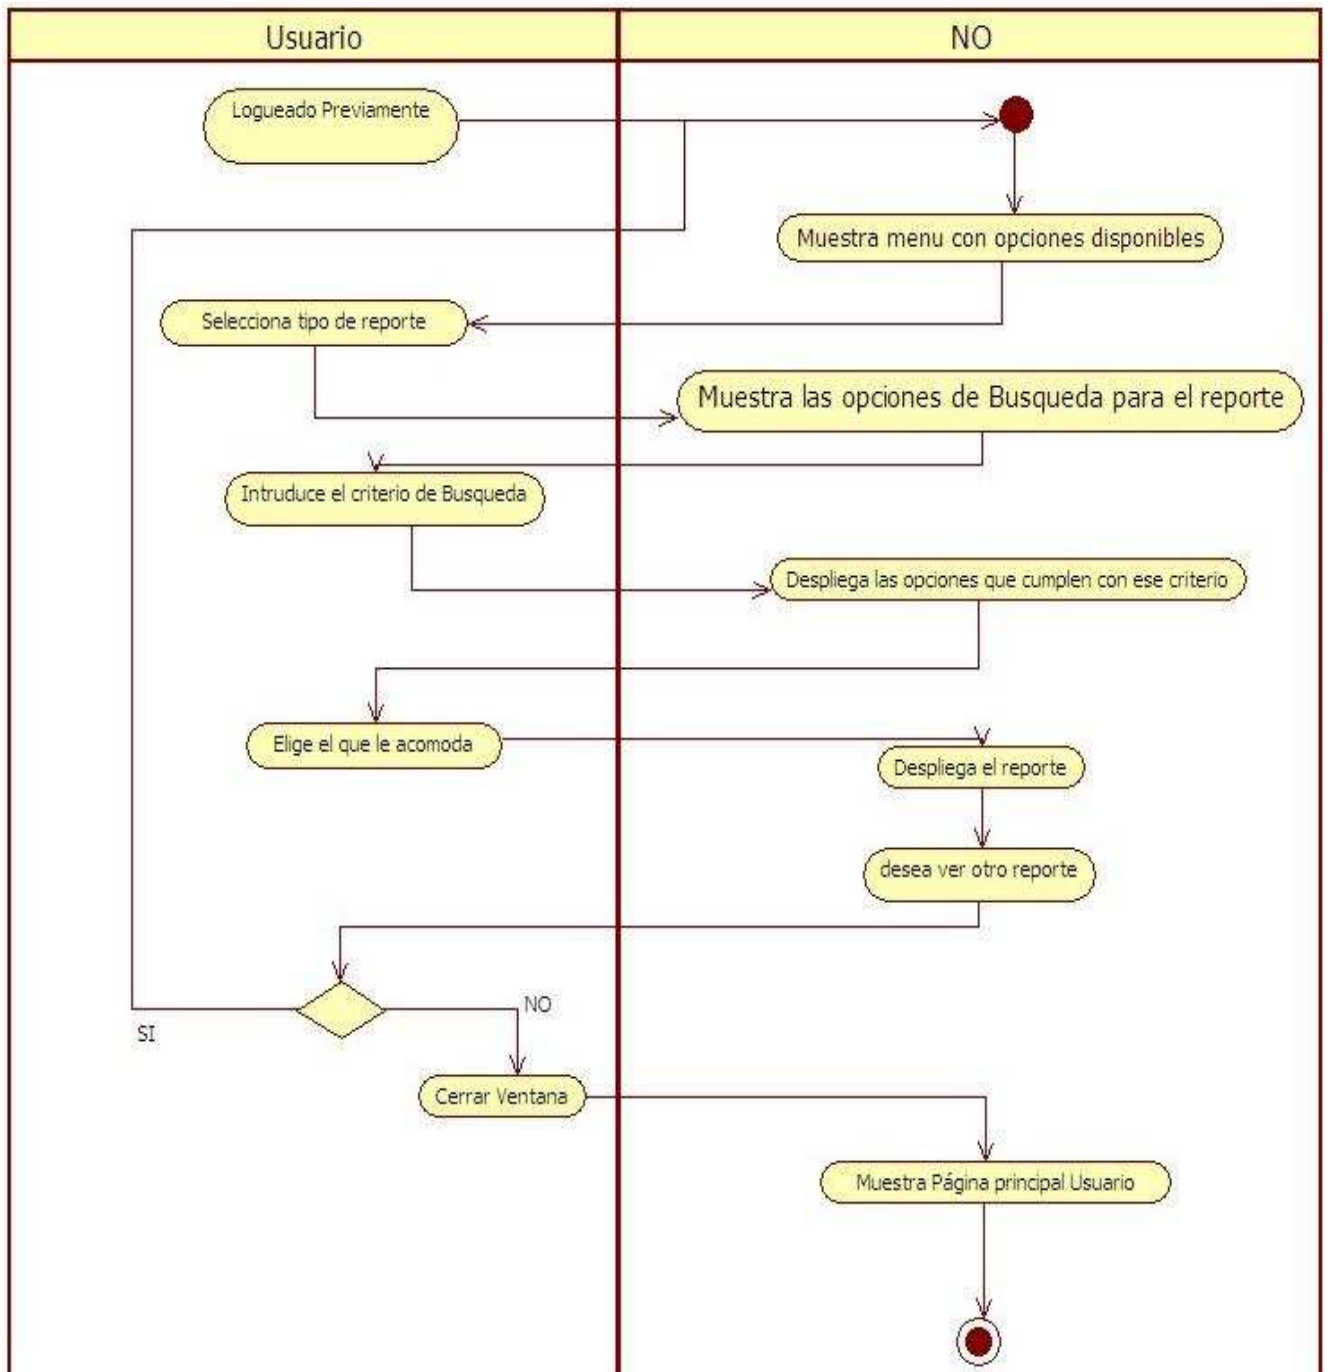 Usuario
NO
Logueado Previamente
Muestra menu con opciones disponibles
Selecciona tipo de reporte
Muestra las opciones de Busqueda para el reporte
Intruduce el criterio de Busqueda
Despliega las opciones que cumplen con ese criterio
Elige el que le acomoda
Despliega el reporte
desea ver otro reporte
NO
SI
Cerrar Ventana
Muestra Página principal Usuario